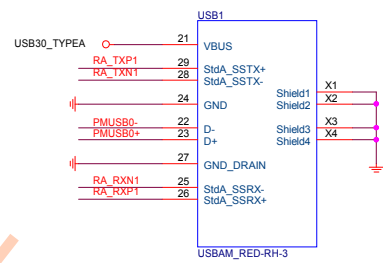 USB1
USB30_TYPEA 21 VBUS
RA_TXP1 29 StdA_SSTX+
RA_TXN1 28 StdA_SSTX-
Shield1 X1
24 GND Shield2 X2
PMUSB0- 22 D- Shield3 X3
PMUSB0+ 23 D+ Shield4 X4
27 GND_DRAIN
RA_RXN1 25 StdA_SSRX-
RA_RXP1 26 StdA_SSRX+
USBAM_RED-RH-3